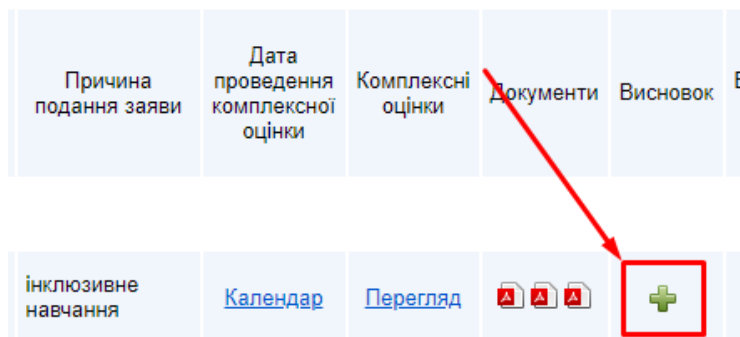 Причина
подання заяви
Дата
проведення
комплексної
оцінки
Комплексні
оцінки
Документи
Висновок
інклюзивне
навчання
Календар
Перегляд